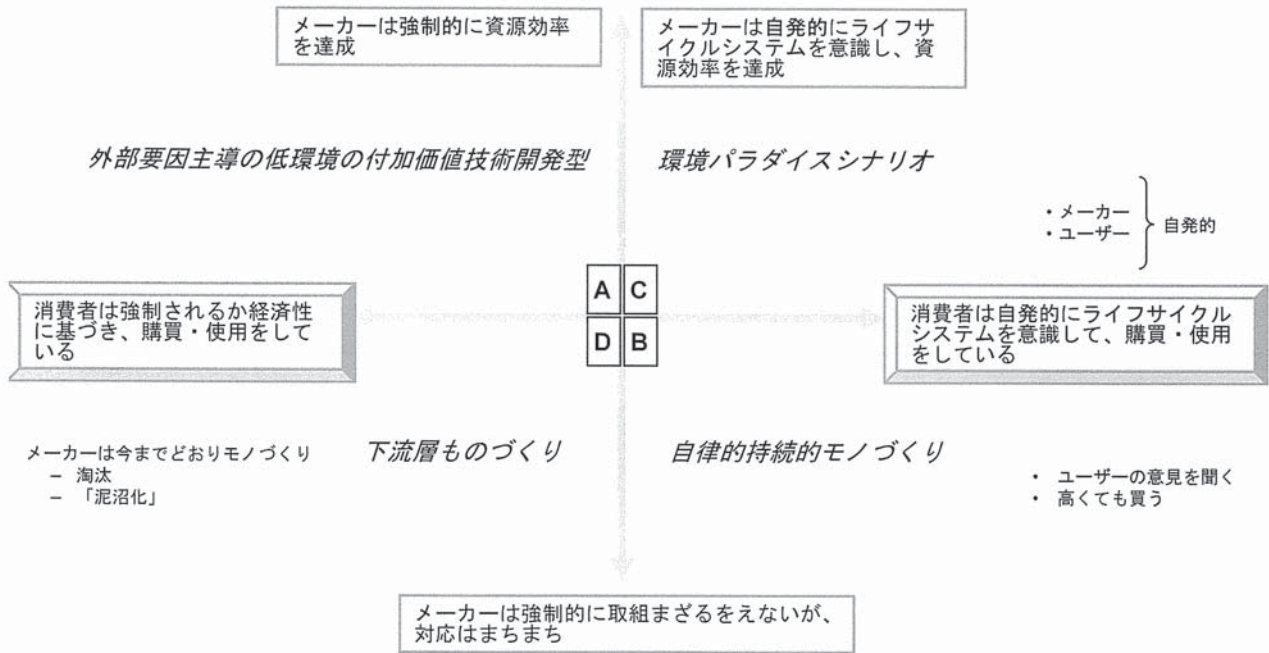 メーカーは強制的に資源効率
を達成
メーカーは自発的にライフサ
イクルシステムを意識し、資
源効率を達成
外部要因主導の低環境の付加価値技術開発型
環境パラダイスシナリオ
・メーカー
・ユーザー
自発的
A C
D B
消費者は強制されるか経済性
に基づき、購買・使用をして
いる
消費者は自発的にライフサイクル
システムを意識して、購買・使用
をしている
メーカーは今までどおりモノづくり
– 淘汰
– 「泥沼化」
下流層ものづくり
自律的持続的モノづくり
・ ユーザーの意見を聞く
・ 高くても買う
メーカーは強制的に取組まざるをえないが、
対応はまちまち